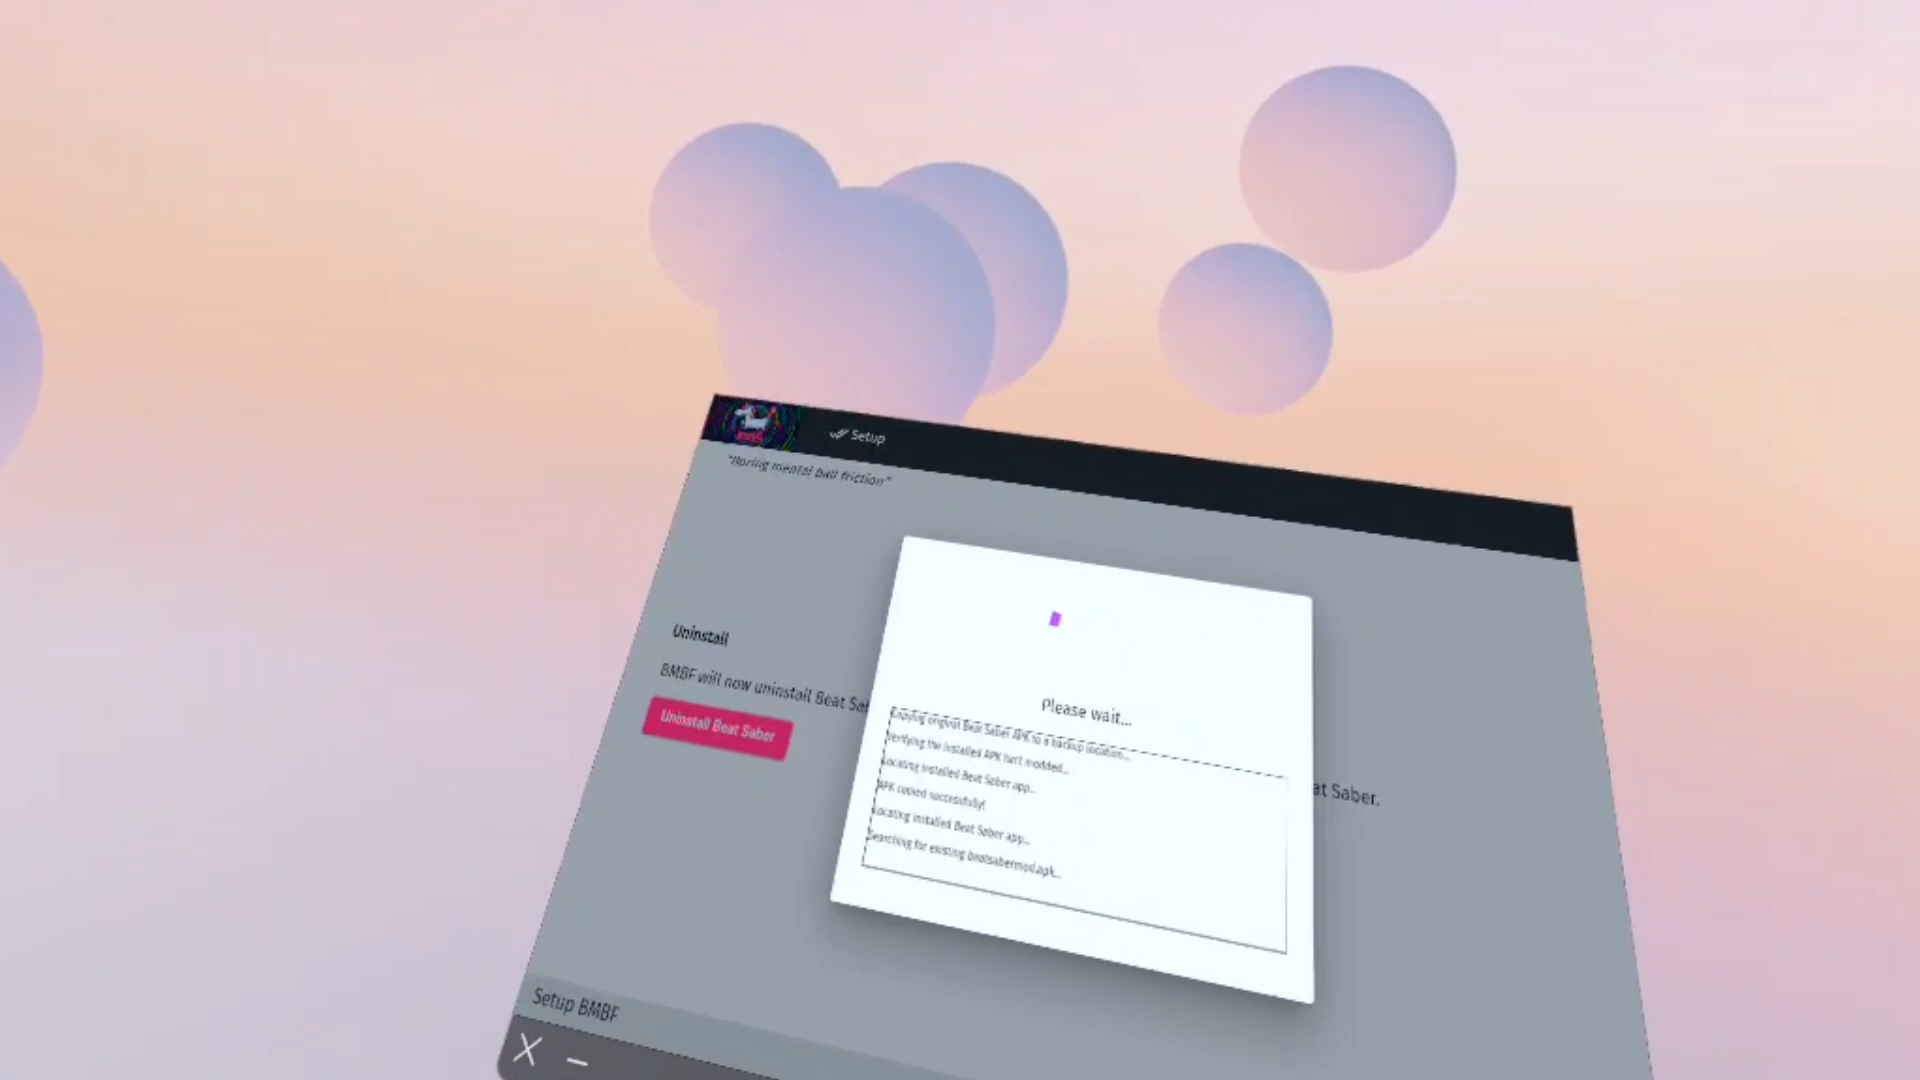 Setup
"Boring mental ball friction"
Uninstall
BMBF will now uninstall Beat Sa
at Saber.
Uninstall Beat Saber
Please wait...
Copying original Beat Saber APK to a backup location...
Verifying the installed APK isn't modded...
Locating installed Beat Saber app...
APK copied successfully!
Locating installed Beat Saber app...
Searching for existing beatsabermod.apk...
Setup BMBF